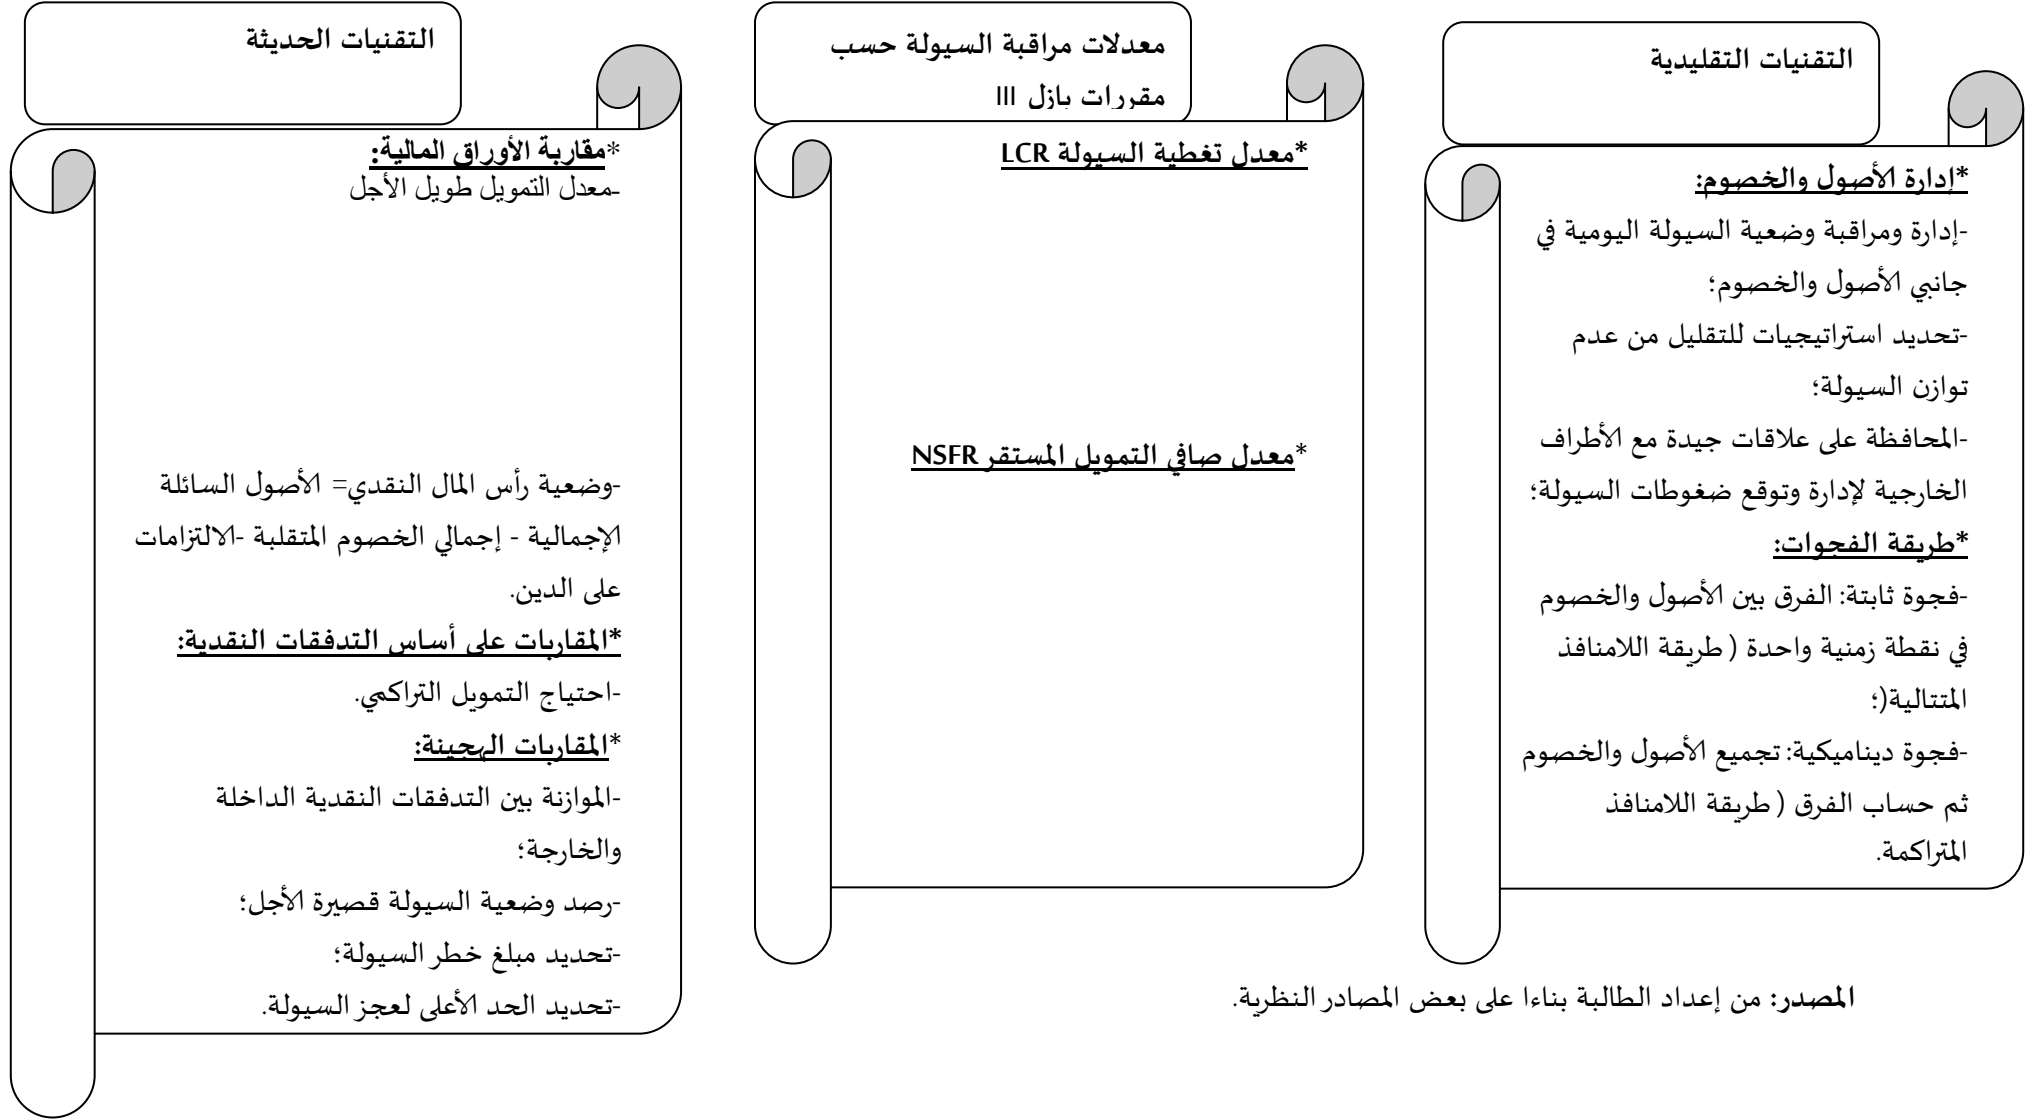 التقنيات التقليدية
*إدارة الأصول والخصوم:
-إدارة ومراقبة وضعية السيولة اليومية في
جانبي الأصول والخصوم؛
-تحديد استراتيجيات للتقليل من عدم
توازن السيولة؛
-المحافظة على علاقات جيدة مع الأطراف
الخارجية لإدارة وتوقع ضغوطات السيولة؛
*طريقة الفجوات:
-فجوة ثابتة: الفرق بين الأصول والخصوم
في نقطة زمنية واحدة ( طريقة اللامنافذ
المتتالية(؛
-فجوة ديناميكية: تجميع الأصول والخصوم
ثم حساب الفرق ( طريقة اللامنافذ
المتراكمة.
معدلات مراقبة السيولة حسب
مقررات بازل III
*معدل تغطية السيولة LCR
*معدل صافي التمويل المستقر NSFR
التقنيات الحديثة
*مقاربة الأوراق المالية:
-معدل التمويل طويل الأجل
-وضعية رأس المال النقدي= الأصول السائلة
الإجمالية - إجمالي الخصوم المتقلبة -الالتزامات
على الدين.
*المقاربات على أساس التدفقات النقدية:
-احتياج التمويل التراكمي.
*المقاربات الهجينة:
-الموازنة بين التدفقات النقدية الداخلة
والخارجة؛
-رصد وضعية السيولة قصيرة الأجل؛
-تحديد مبلغ خطر السيولة؛
-تحديد الحد الأعلى لعجز السيولة.
المصدر: من إعداد الطالبة بناءا على بعض المصادر النظرية.